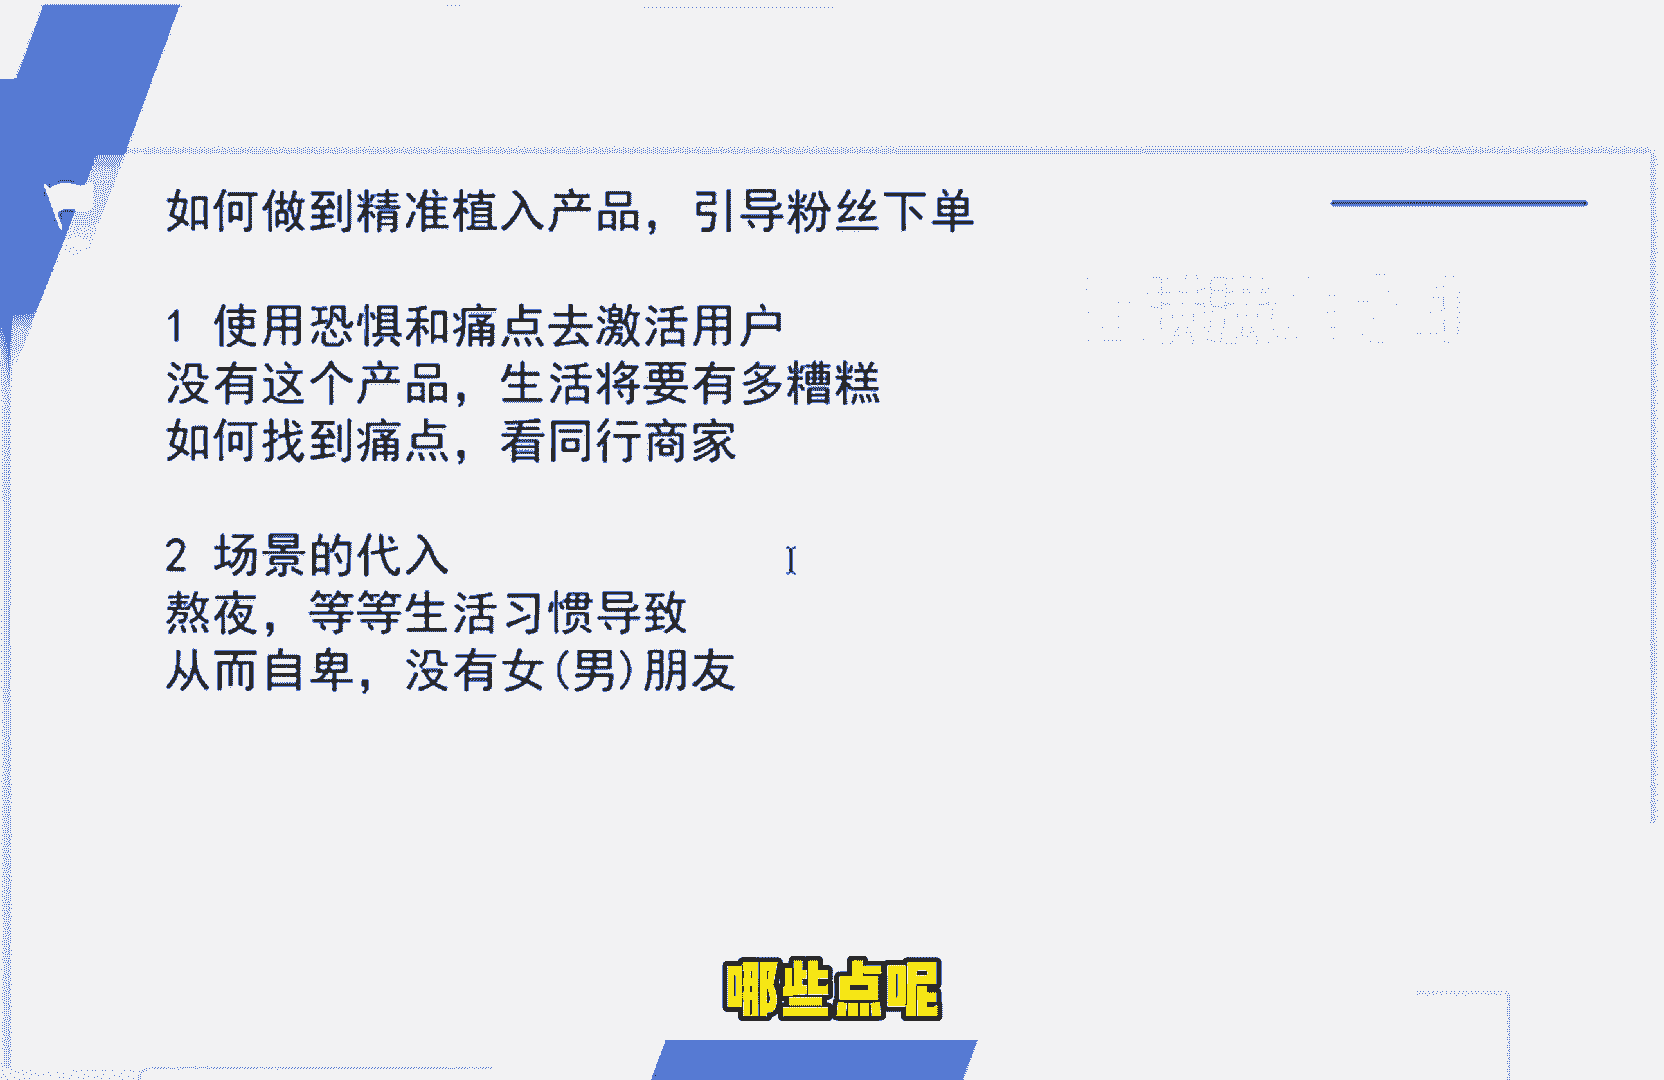 如何做到精准植入产品，引导粉丝下单
1 使用恐惧和痛点去激活用户
没有这个产品，生活将要有多糟糕
如何找到痛点，看同行商家
2 场景的代入
熬夜，等等生活习惯导致
从而自卑，没有女(男)朋友
哪些点呢